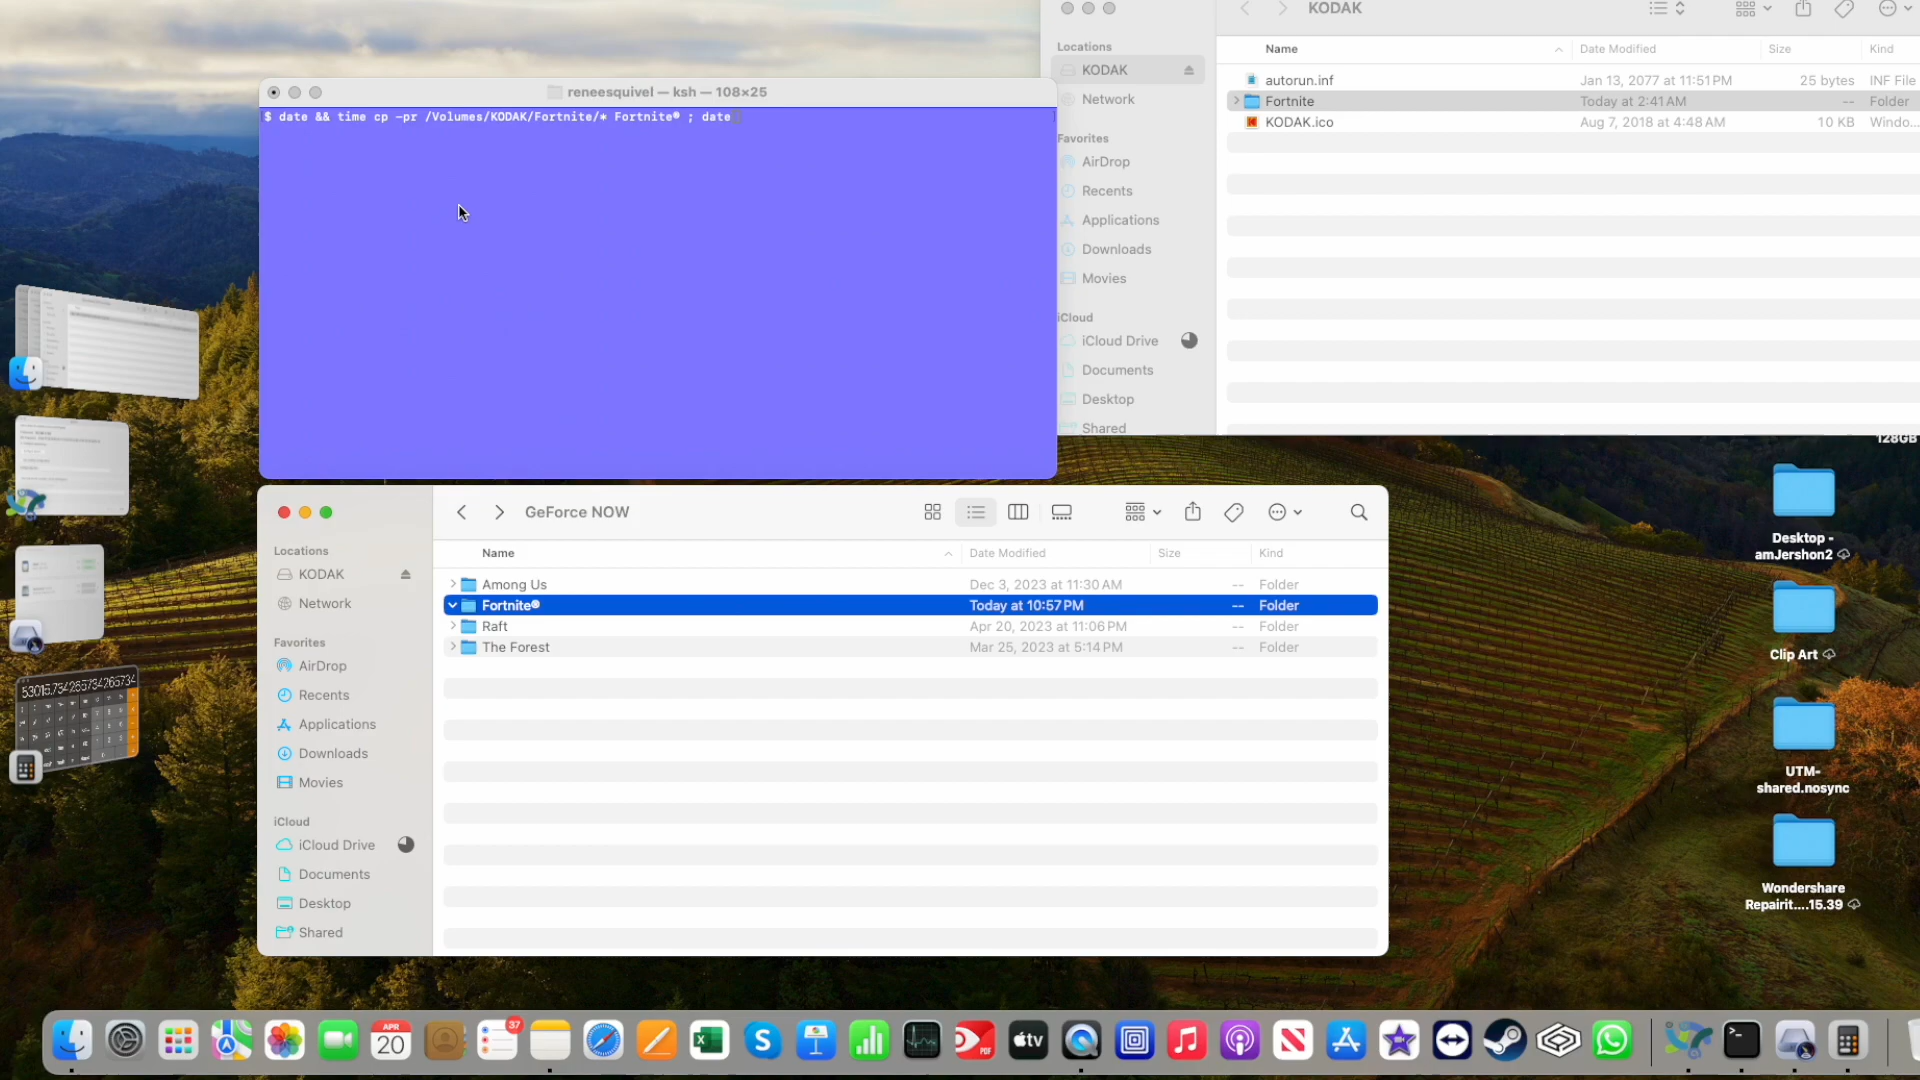 KODAK
Locations
KODAK
Network
Favorites
AirDrop
Recents
Applications
Downloads
Movies
iCloud
iCloud Drive
Documents
Desktop
Shared
Name Date Modified Size Kind
autorun.inf Jan 13, 2077 at 11:51 PM 25 bytes INF File
Fortnite Today at 2:41 AM -- Folder
KODAK.ico Aug 7, 2018 at 4:48 AM 10 KB Windo...
reneesquivel — ksh — 108×25
$ date && time cp -pr /Volumes/KODAK/Fortnite/* Fortnite® ; date
128GB
GeForce NOW
Locations
KODAK
Network
Favorites
AirDrop
Recents
Applications
Downloads
Movies
iCloud
iCloud Drive
Documents
Desktop
Shared
Name Date Modified Size Kind
Among Us Dec 3, 2023 at 11:30 AM -- Folder
Fortnite® Today at 10:57 PM -- Folder
Raft Apr 20, 2023 at 11:06 PM -- Folder
The Forest Mar 25, 2023 at 5:14 PM -- Folder
Desktop -
amJershon2
Clip Art
UTM-
shared.nosync
Wondershare
Repairit....15.39
APR
20
37
PDF
tv